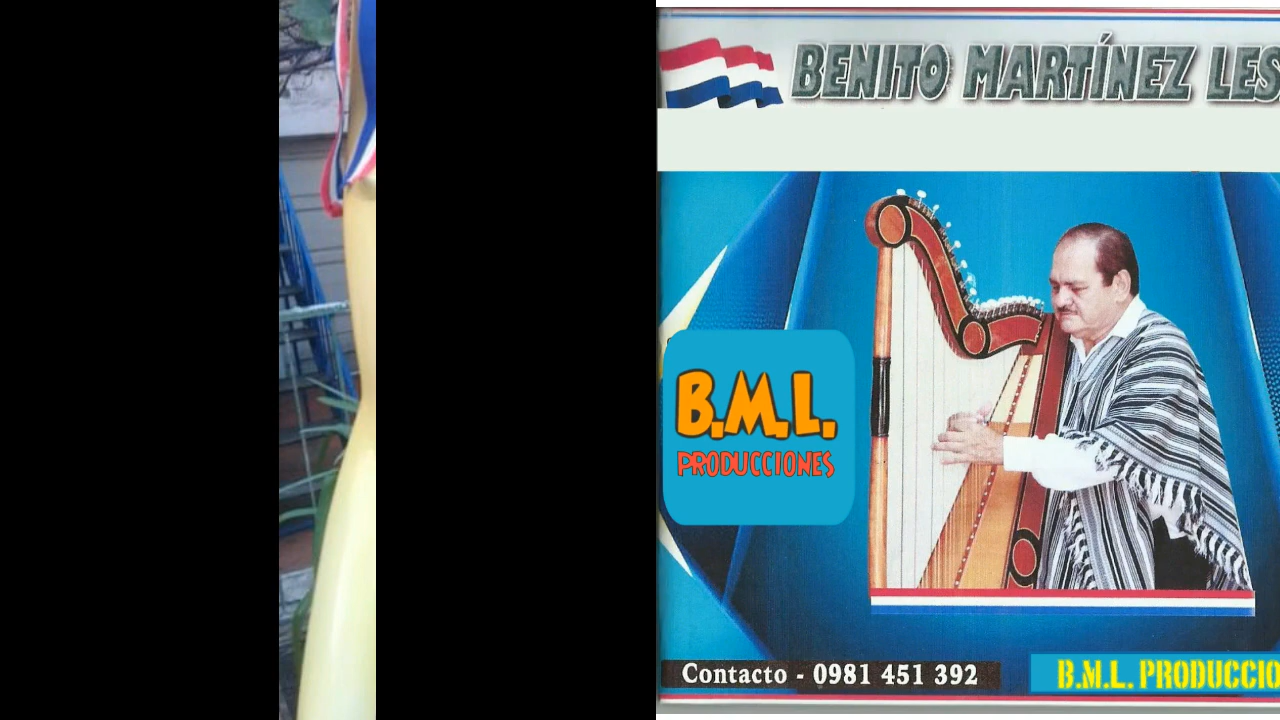 BENITO MARTÍNEZ LES
B.M.L.
PRODUCCIONES
Contacto - 0981 451 392
B.M.L. PRODUCCIO